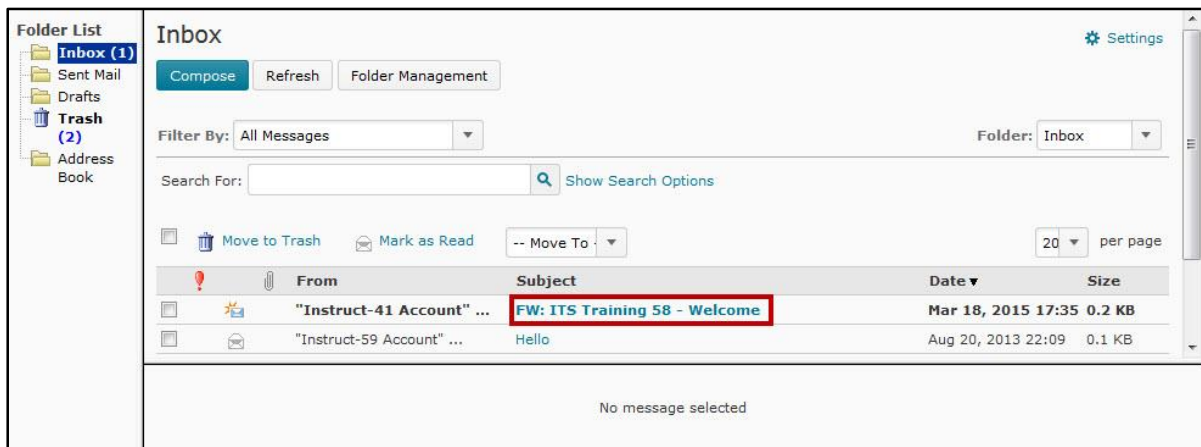 Folder List
Inbox (1)
Sent Mail
Drafts
Trash
(2)
Address
Book
Inbox
Settings
Compose Refresh Folder Management
Filter By: All Messages Folder: Inbox
Search For: Show Search Options
Move to Trash Mark as Read -- Move To - 20 per page
From Subject Date Size
"Instruct-41 Account" ... FW: ITS Training 58 - Welcome Mar 18, 2015 17:35 0.2 KB
"Instruct-59 Account" ... Hello Aug 20, 2013 22:09 0.1 KB
No message selected